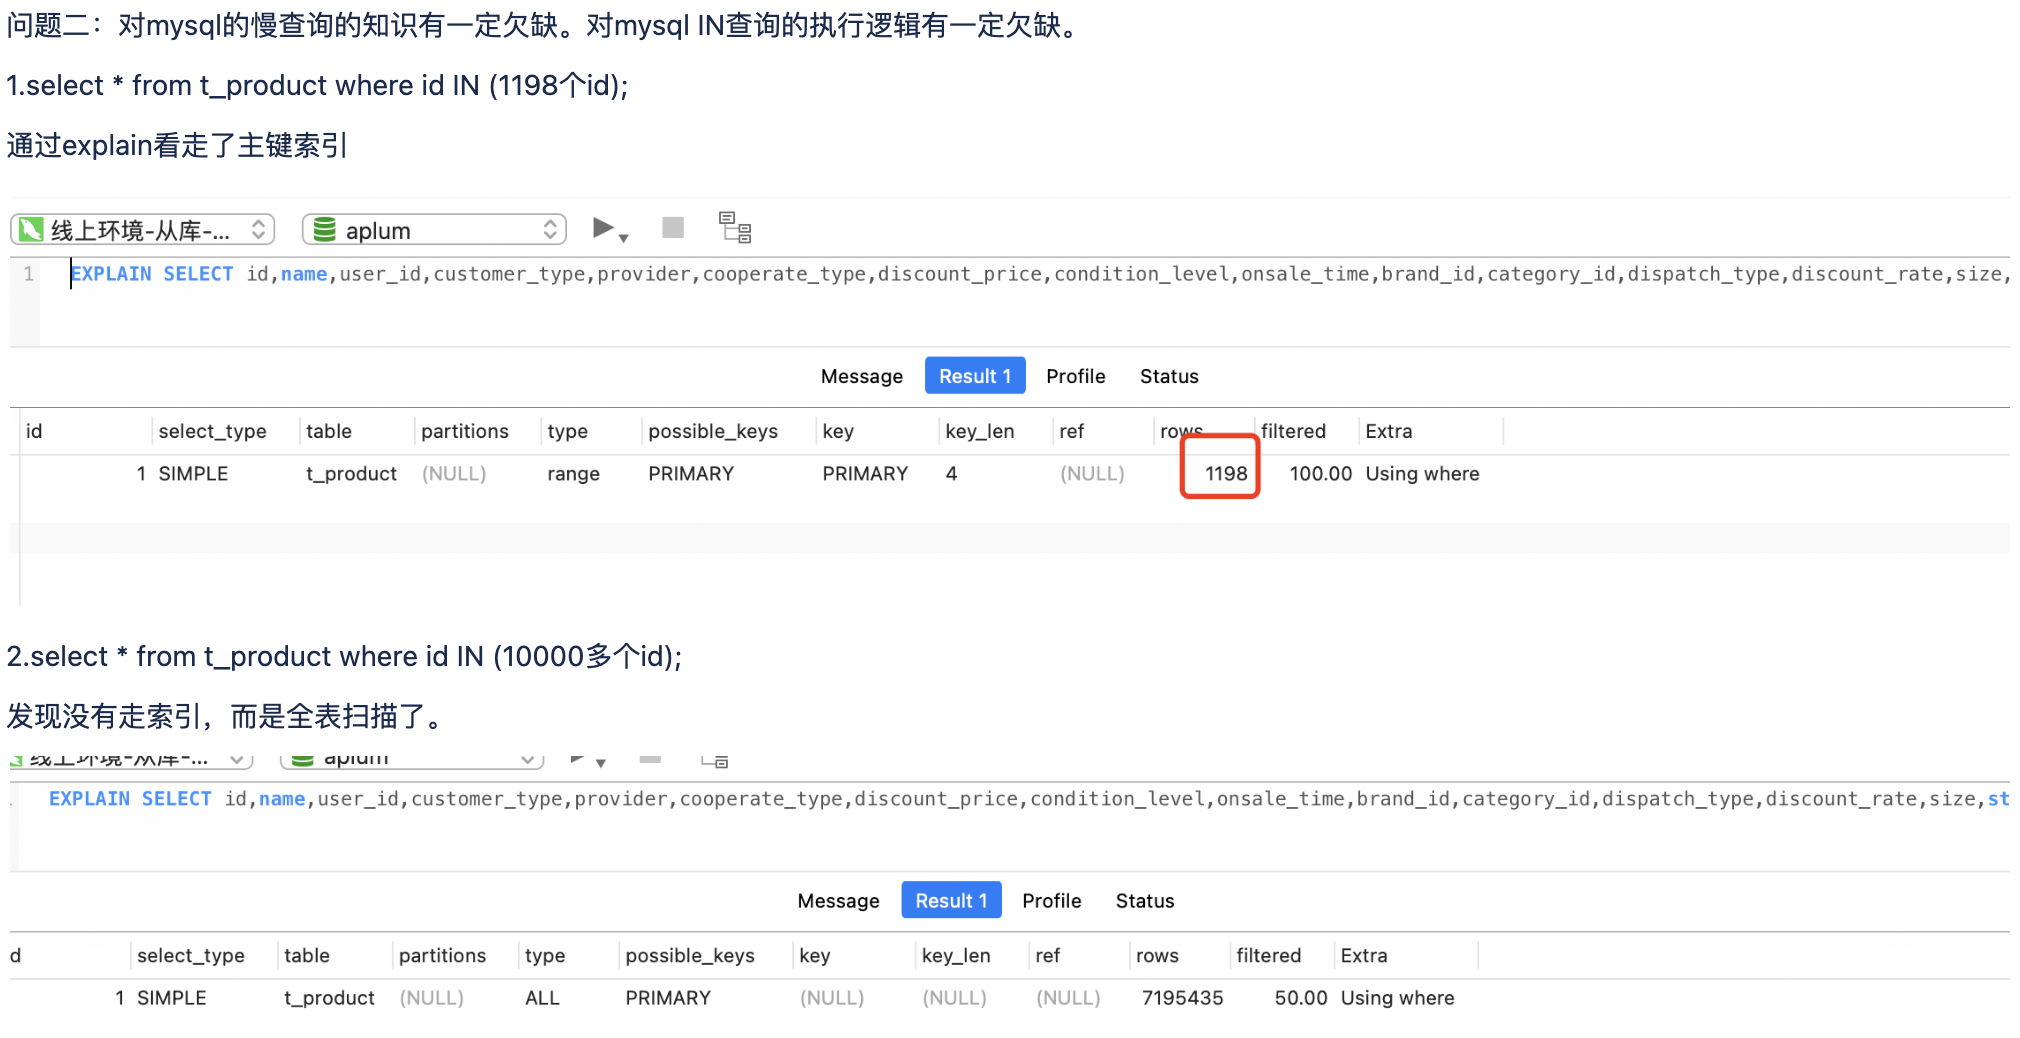 问题二：对mysql的慢查询的知识有一定欠缺。对mysql IN查询的执行逻辑有一定欠缺。
1.select * from t_product where id IN (1198个id);
通过explain看走了主键索引
线上环境-从库-... aplum
1 EXPLAIN SELECT id,name,user_id,customer_type,provider,cooperate_type,discount_price,condition_level,onsale_time,brand_id,category_id,dispatch_type,discount_rate,size,
Message Result 1 Profile Status
id select_type table partitions type possible_keys key key_len ref rows filtered Extra
1 SIMPLE t_product (NULL) range PRIMARY PRIMARY 4 (NULL) 1198 100.00 Using where
2.select * from t_product where id IN (10000多个id);
发现没有走索引，而是全表扫描了。
线上环境-从库-... aplum
EXPLAIN SELECT id,name,user_id,customer_type,provider,cooperate_type,discount_price,condition_level,onsale_time,brand_id,category_id,dispatch_type,discount_rate,size,st
Message Result 1 Profile Status
d select_type table partitions type possible_keys key key_len ref rows filtered Extra
1 SIMPLE t_product (NULL) ALL PRIMARY (NULL) (NULL) (NULL) 7195435 50.00 Using where